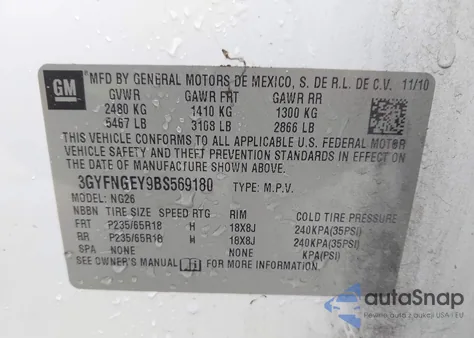 GM
MFD BY GENERAL MOTORS DE MEXICO, S. DE R.L. DE C.V. 11/10
GVWR GAWR FRT GAWR RR
2480 KG 1410 KG 1300 KG
5467 LB 3108 LB 2866 LB
THIS VEHICLE CONFORMS TO ALL APPLICABLE U.S. FEDERAL MOTOR
VEHICLE SAFETY AND THEFT PREVENTION STANDARDS IN EFFECT ON
THE DATE OF MANUFACTURE SHOWN ABOVE.
3GYFNGEY9BS569180 TYPE: M.P.V.
MODEL: NG26
NBBN TIRE SIZE SPEED RTG RIM COLD TIRE PRESSURE
FRT P235/65R18 H 18X8J 240KPA(35PSI)
RR P235/65R18 H 18X8J 240KPA(35PSI)
SPA NONE NONE KPA(PSI)
SEE OWNER'S MANUAL FOR MORE INFORMATION
autoSnap